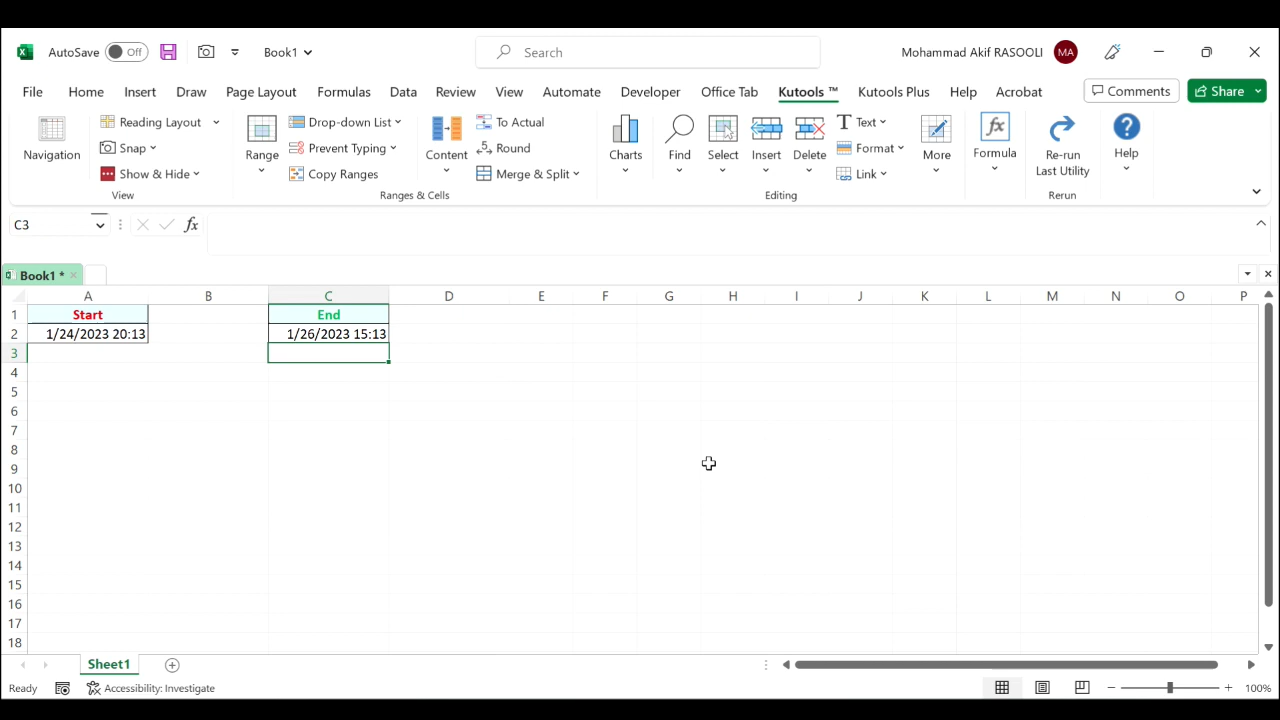 AutoSave Off Book1 Search Mohammad Akif RASOOLI MA
File Home Insert Draw Page Layout Formulas Data Review View Automate Developer Office Tab Kutools ™ Kutools Plus Help Acrobat Comments Share
Navigation Reading Layout Snap Show & Hide View
Range Drop-down List Prevent Typing Copy Ranges Content To Actual Round Merge & Split Ranges & Cells
Charts Find Select Insert Delete Text Format Link More Editing
Formula
Re-run Last Utility Rerun
Help
C3 fx
Book1 *
A B C D E F G H I J K L M N O P
1 Start End
2 1/24/2023 20:13 1/26/2023 15:13
3
4
5
6
7
8
9
10
11
12
13
14
15
16
17
18
Sheet1
Ready Accessibility: Investigate 100%